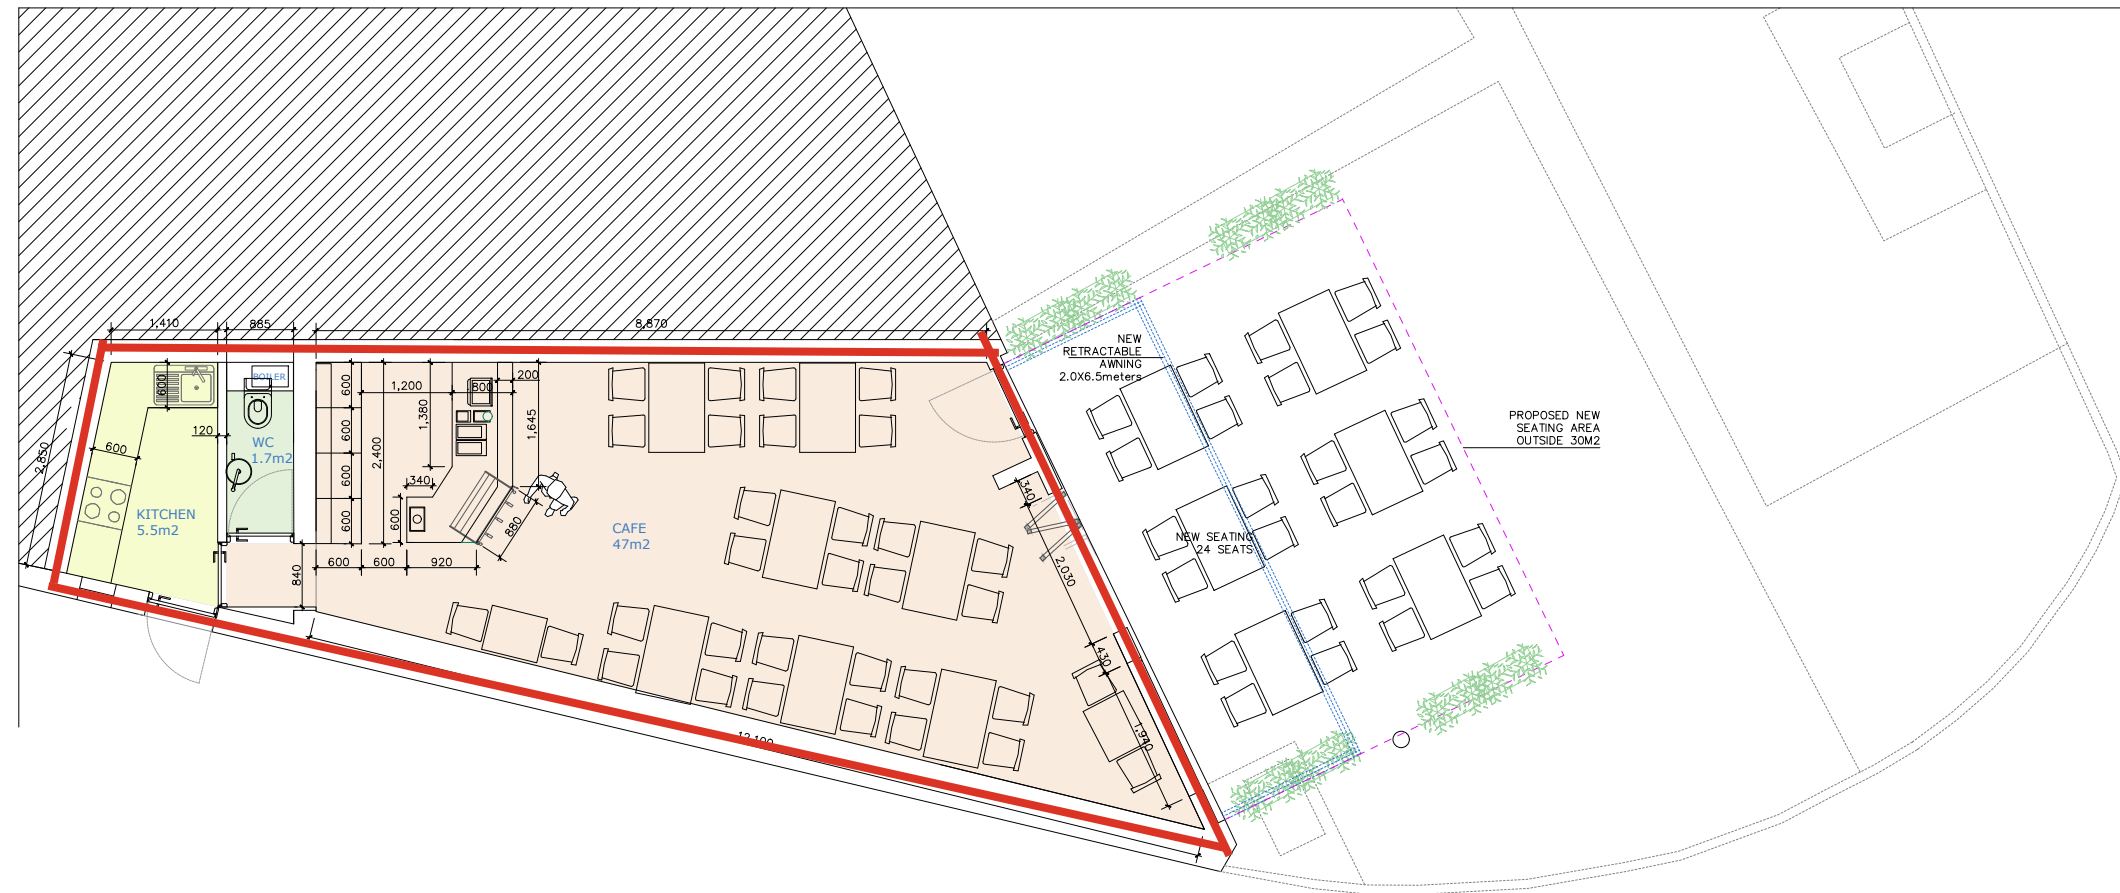 1,410
885
8,870
NEW
RETRACTABLE
AWNING
2.0X6.5meters
BOILER
600
600
1,200
800
200
1,380
1,645
2,400
PROPOSED NEW
SEATING AREA
OUTSIDE 30M2
120
600
600
WC
1.7m2
2,850
600
340
340
KITCHEN
5.5m2
600
600
880
CAFE
47m2
NEW SEATING
24 SEATS
840
600
600
920
2,030
430
1,940
12,100